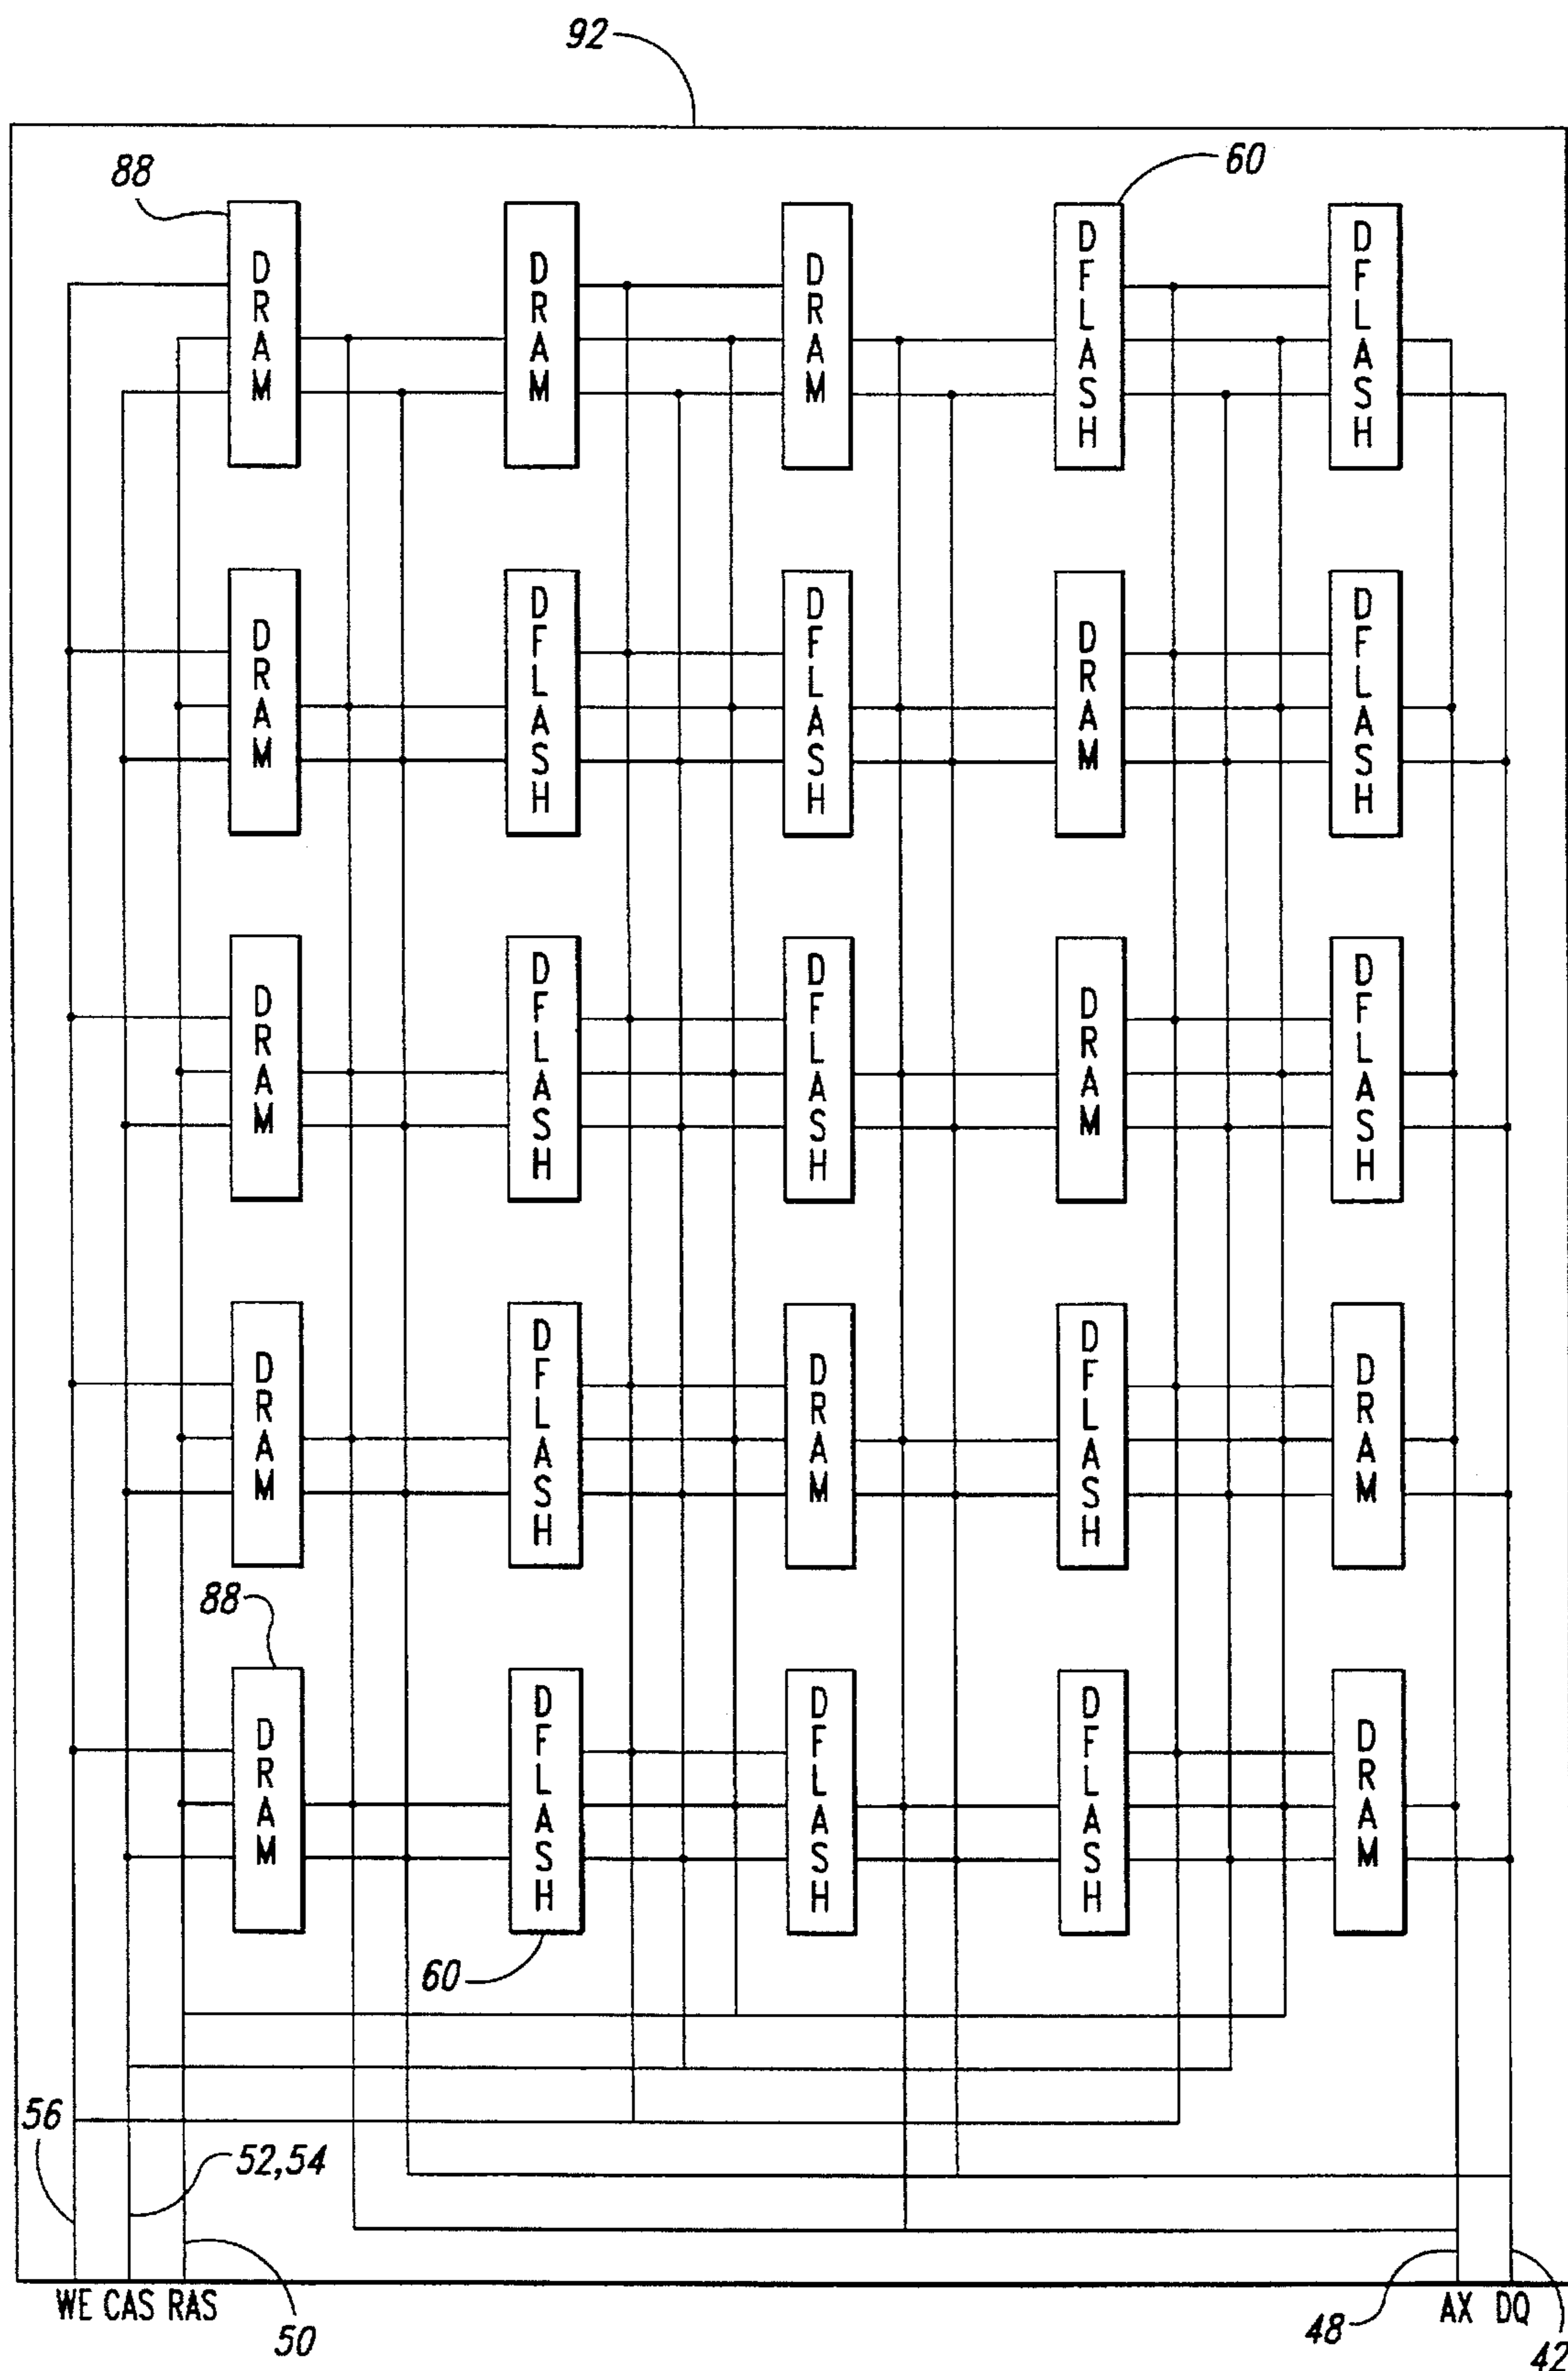 92
88
60
DRAM DRAM DRAM DFLASH DFLASH
DRAM DFLASH DFLASH DRAM DFLASH
DRAM DFLASH DFLASH DRAM DFLASH
DRAM DFLASH DRAM DFLASH DRAM
88
DRAM DFLASH DFLASH DFLASH DRAM
60
56
52,54
WE CAS RAS
AX DQ
50
48
42